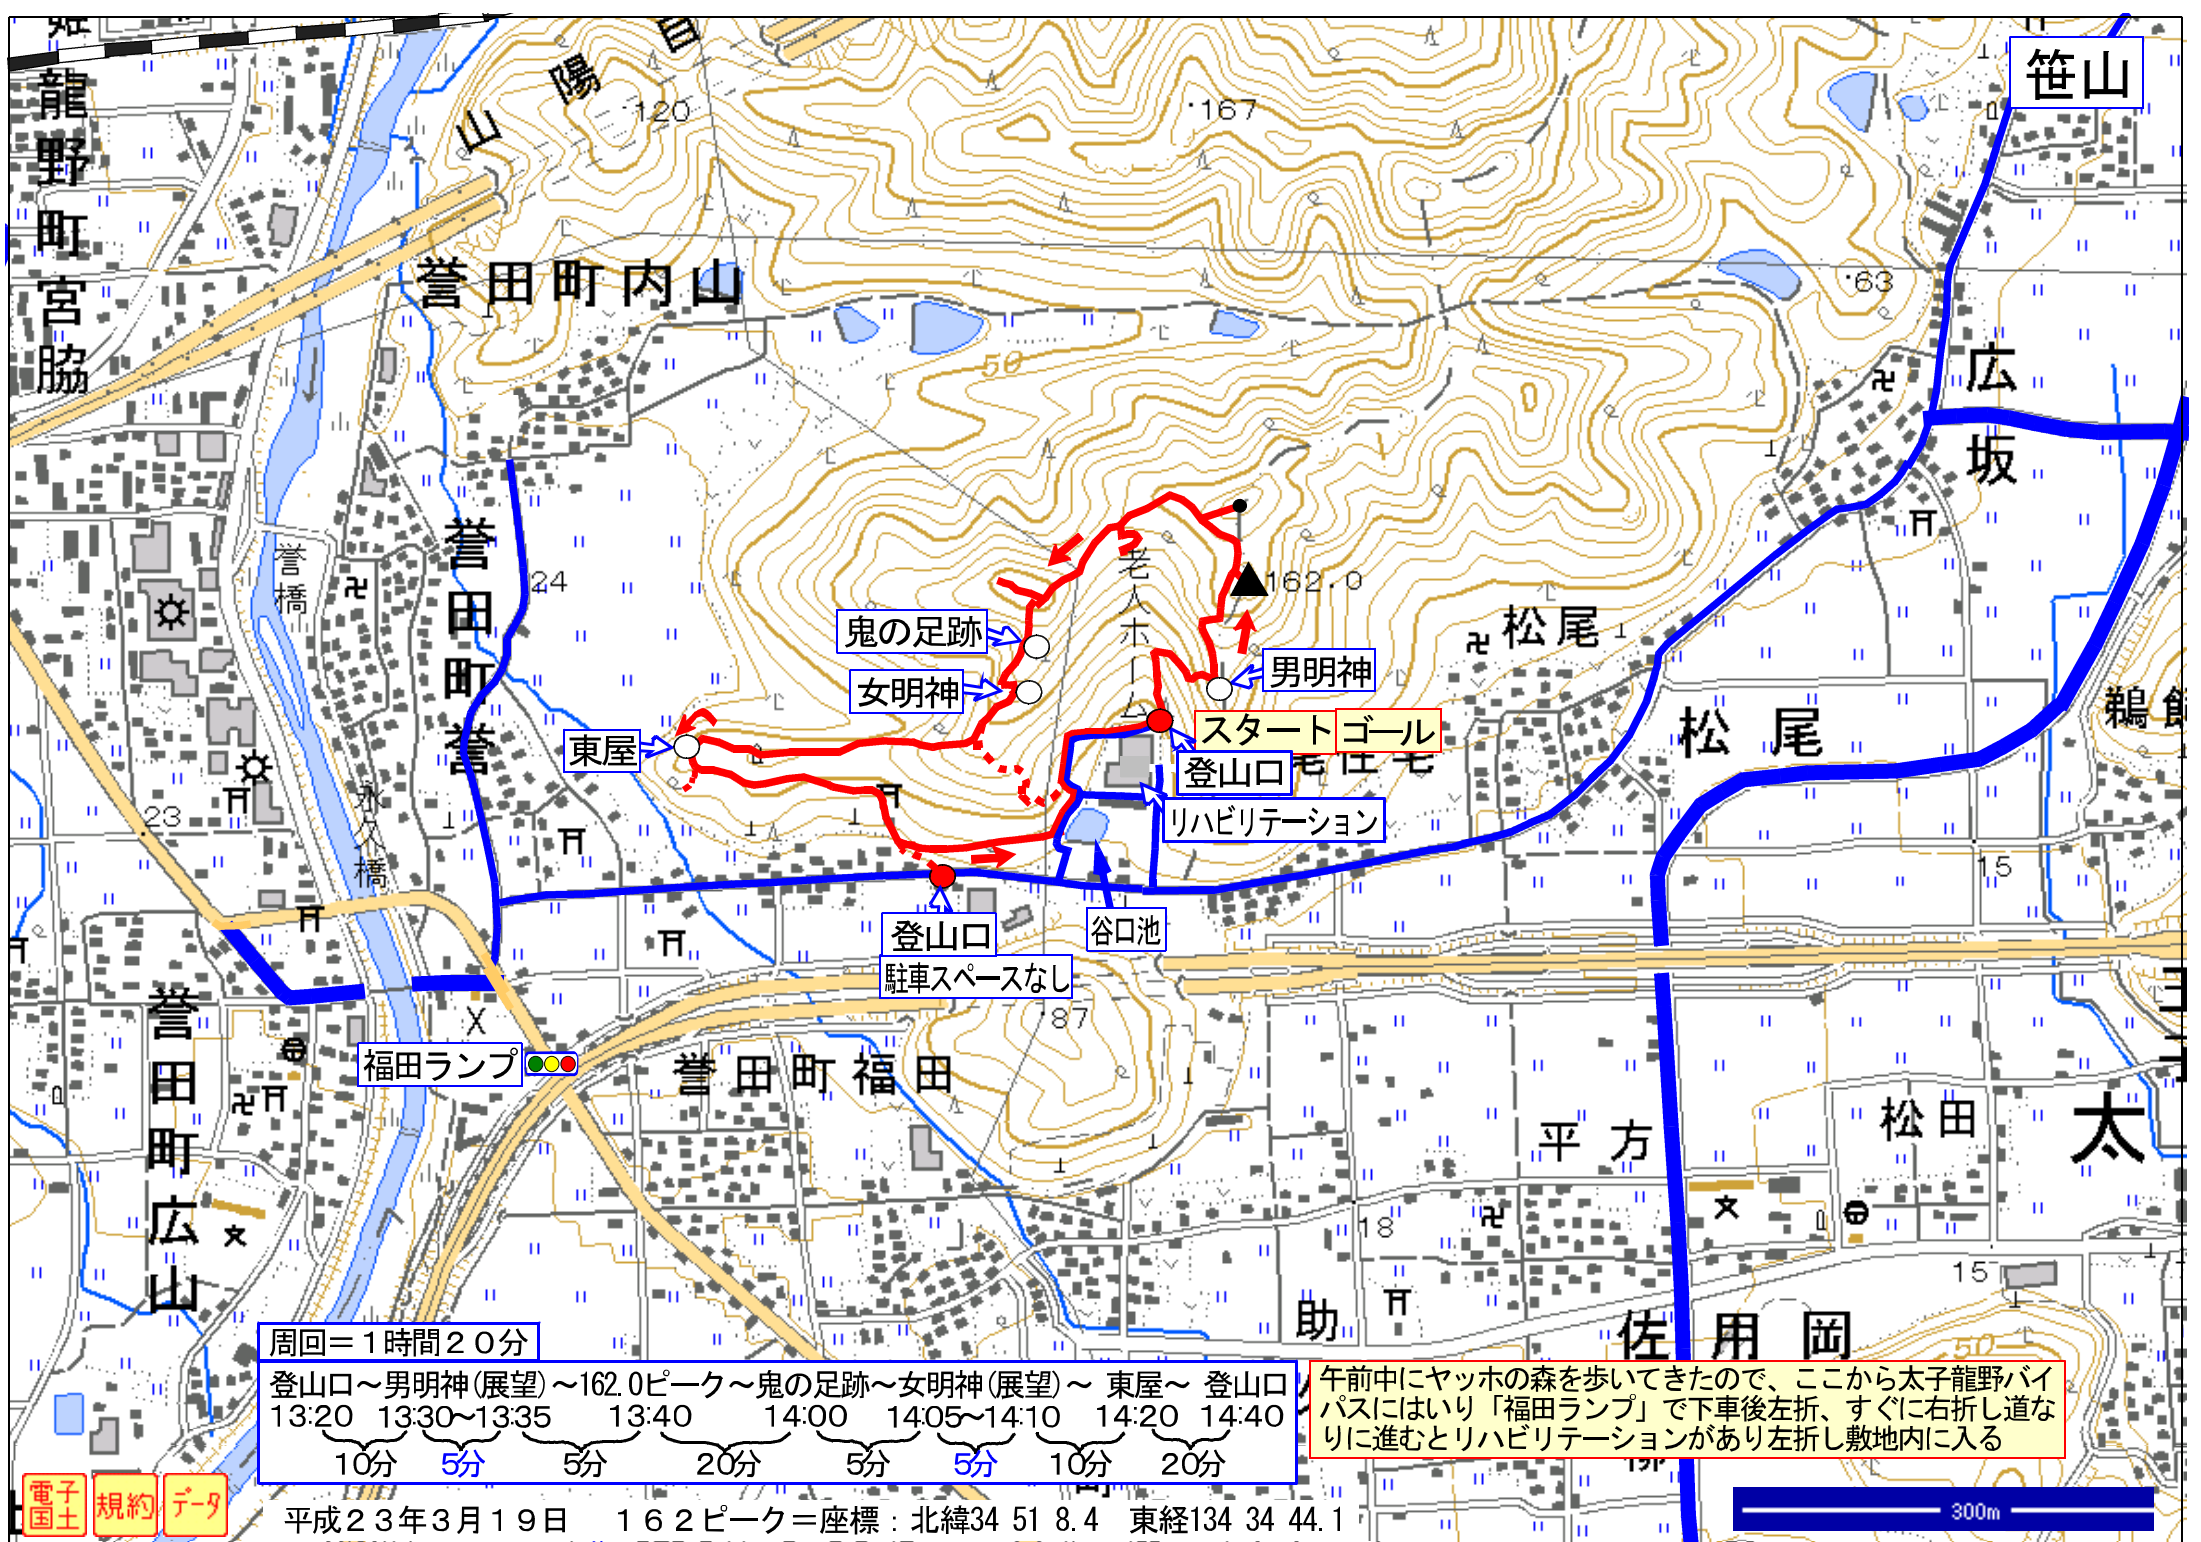 姫
龍野町宮脇
山陽自
120
167
笹山
63
誉田町内山
50
広坂
誉橋
誉田町誉
24
老人ホーム
162.0
鬼の足跡
女明神
男明神
東屋
スタート
ゴール
登山口
リハビリテーション
松尾
松尾
尾住宅
鵤飼
23
永久橋
15
登山口
駐車スペースなし
谷口池
87
福田ランプ
誉田町福田
誉田町広山
平方
松田
太
18
15
助
佐用岡
50
周回＝１時間２０分
登山口～男明神(展望)～162.0ピーク～鬼の足跡～女明神(展望)～ 東屋～ 登山口
13:20 13:30～13:35 13:40 14:00 14:05～14:10 14:20 14:40
10分 5分 5分 20分 5分 5分 10分 20分
午前中にヤッホの森を歩いてきたので、ここから太子龍野バイ
パスにはいり「福田ランプ」で下車後左折、すぐに右折し道な
りに進むとリハビリテーションがあり左折し敷地内に入る
電子国土
規約
データ
平成２３年３月１９日 １６２ピーク＝座標：北緯34 51 8.4 東経134 34 44.1
300m